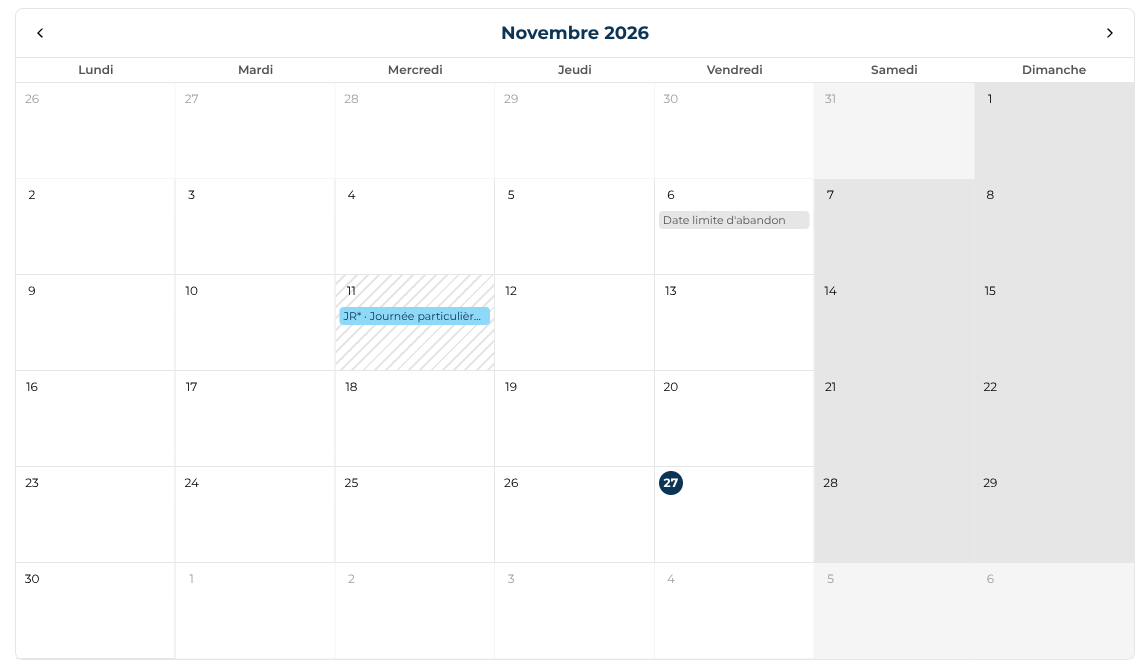 Novembre 2026
Lundi Mardi Mercredi Jeudi Vendredi Samedi Dimanche
26 27 28 29 30 31 1
2 3 4 5 6 7 8
Date limite d'abandon
9 10 11 12 13 14 15
JR* · Journée particulièr...
16 17 18 19 20 21 22
23 24 25 26 27 28 29
30 1 2 3 4 5 6